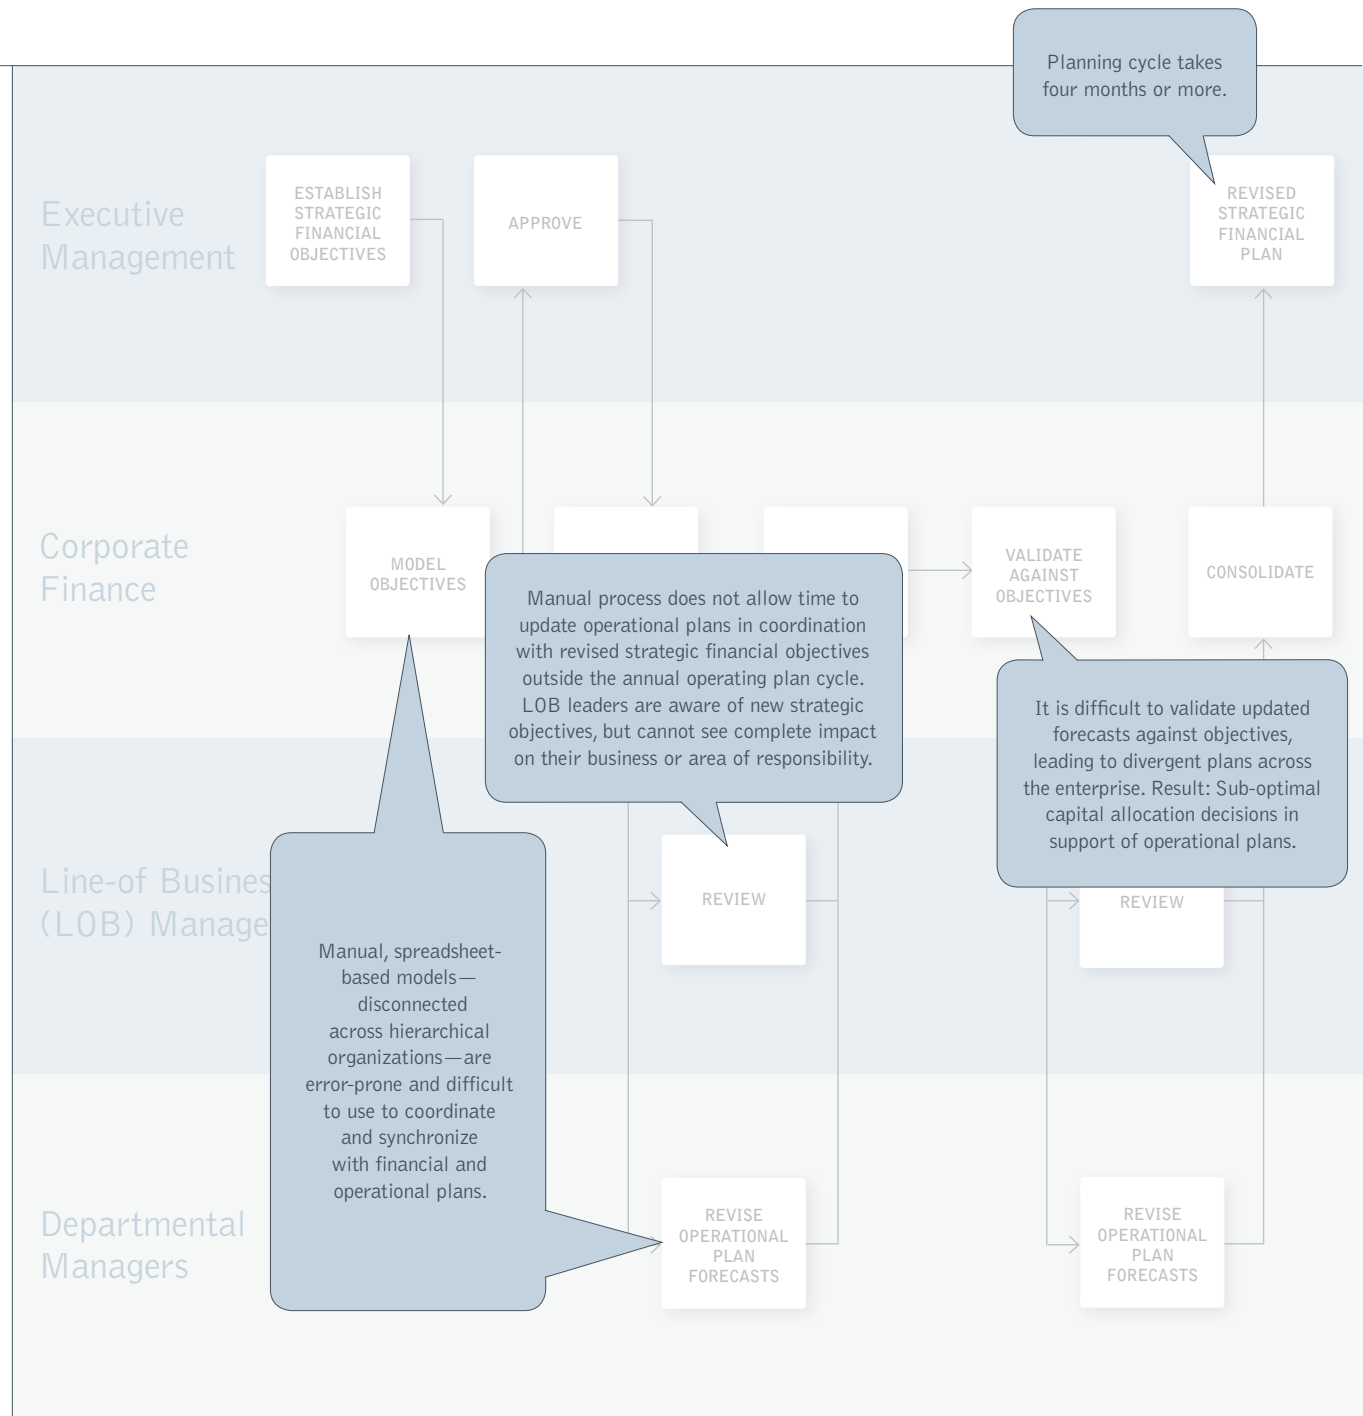 Planning cycle takes
four months or more.
Executive
Management
ESTABLISH
STRATEGIC
FINANCIAL
OBJECTIVES
APPROVE
REVISED
STRATEGIC
FINANCIAL
PLAN
Corporate
Finance
MODEL
OBJECTIVES
VALIDATE
AGAINST
OBJECTIVES
CONSOLIDATE
Manual process does not allow time to
update operational plans in coordination
with revised strategic financial objectives
outside the annual operating plan cycle.
LOB leaders are aware of new strategic
objectives, but cannot see complete impact
on their business or area of responsibility.
It is difficult to validate updated
forecasts against objectives,
leading to divergent plans across
the enterprise. Result: Sub-optimal
capital allocation decisions in
support of operational plans.
Line-of Busines
(LOB) Manage
REVIEW
REVIEW
Manual, spreadsheet-
based models—
disconnected
across hierarchical
organizations—are
error-prone and difficult
to use to coordinate
and synchronize
with financial and
operational plans.
Departmental
Managers
REVISE
OPERATIONAL
PLAN
FORECASTS
REVISE
OPERATIONAL
PLAN
FORECASTS